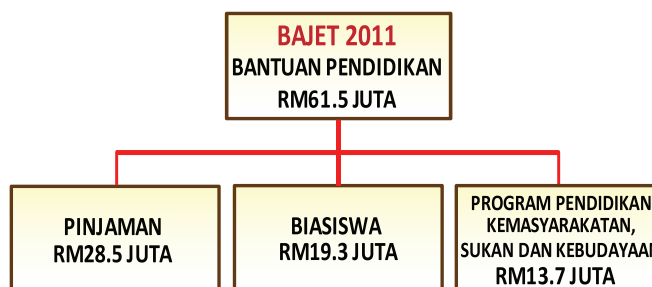 BAJET 2011
BANTUAN PENDIDIKAN
RM61.5 JUTA
PINJAMAN
RM28.5 JUTA
BIASISWA
RM19.3 JUTA
PROGRAM PENDIDIKAN
KEMASYARAKATAN,
SUKAN DAN KEBUDAYAAN
RM13.7 JUTA